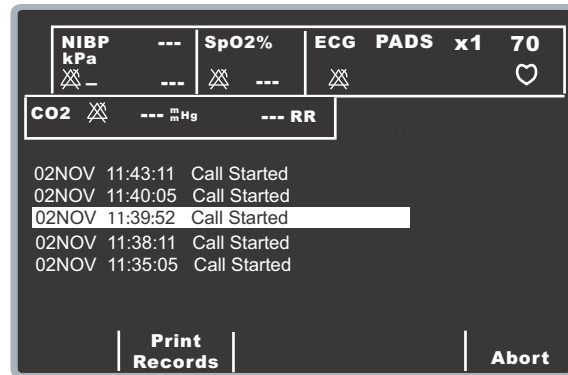 NIBP --- SpO2% ECG PADS x1 70
kPa
– --- ---
CO2 --- mmHg --- RR
02NOV 11:43:11 Call Started
02NOV 11:40:05 Call Started
02NOV 11:39:52 Call Started
02NOV 11:38:11 Call Started
02NOV 11:35:05 Call Started
Print
Records Abort